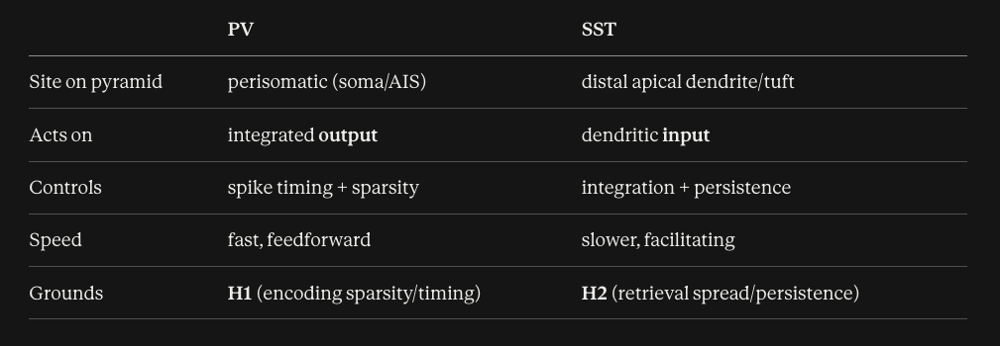 PV SST
Site on pyramid perisomatic (soma/AIS) distal apical dendrite/tuft
Acts on integrated output dendritic input
Controls spike timing + sparsity integration + persistence
Speed fast, feedforward slower, facilitating
Grounds H1 (encoding sparsity/timing) H2 (retrieval spread/persistence)